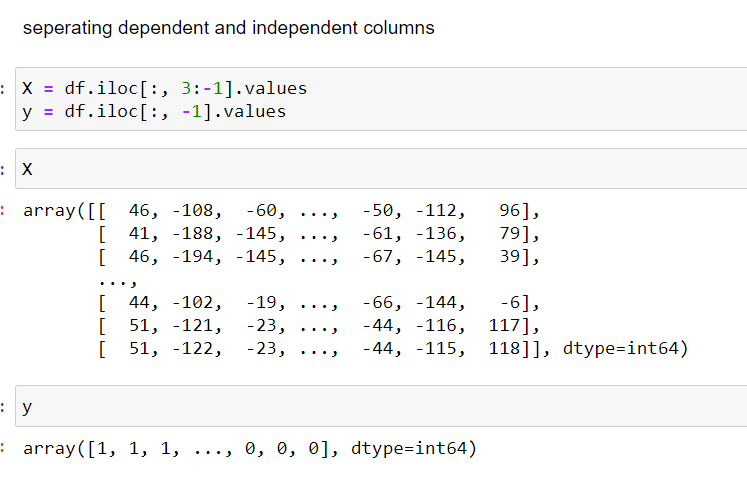 seperating dependent and independent columns
: X = df.iloc[:, 3:-1].values
y = df.iloc[:, -1].values
: X
: array([[  46, -108,  -60, ...,  -50, -112,   96],
[  41, -188, -145, ...,  -61, -136,   79],
[  46, -194, -145, ...,  -67, -145,   39],
...,
[  44, -102,  -19, ...,  -66, -144,   -6],
[  51, -121,  -23, ...,  -44, -116,  117],
[  51, -122,  -23, ...,  -44, -115,  118]], dtype=int64)
: y
: array([1, 1, 1, ..., 0, 0, 0], dtype=int64)